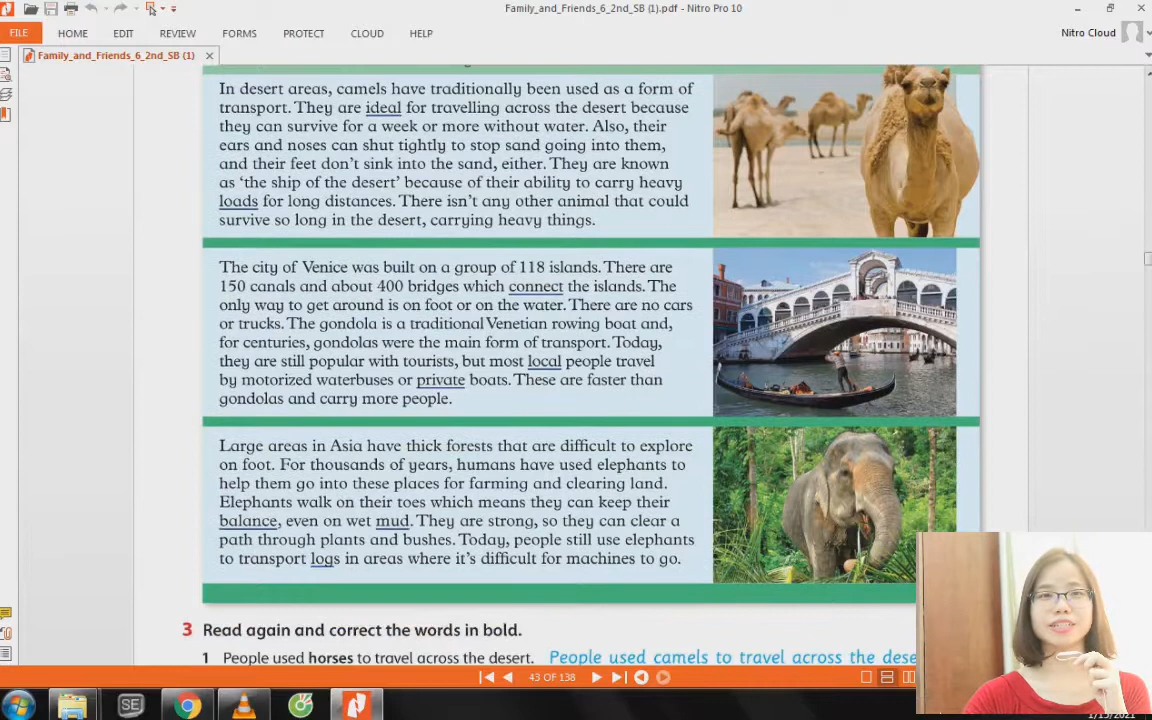 Family_and_Friends_6_2nd_SB (1).pdf - Nitro Pro 10
FILE HOME EDIT REVIEW FORMS PROTECT CLOUD HELP
Nitro Cloud
Family_and_Friends_6_2nd_SB (1)
In desert areas, camels have traditionally been used as a form of
transport. They are ideal for travelling across the desert because
they can survive for a week or more without water. Also, their
ears and noses can shut tightly to stop sand going into them,
and their feet don't sink into the sand, either. They are known
as 'the ship of the desert' because of their ability to carry heavy
loads for long distances. There isn't any other animal that could
survive so long in the desert, carrying heavy things.
The city of Venice was built on a group of 118 islands. There are
150 canals and about 400 bridges which connect the islands. The
only way to get around is on foot or on the water. There are no cars
or trucks. The gondola is a traditional Venetian rowing boat and,
for centuries, gondolas were the main form of transport. Today,
they are still popular with tourists, but most local people travel
by motorized waterbuses or private boats. These are faster than
gondolas and carry more people.
Large areas in Asia have thick forests that are difficult to explore
on foot. For thousands of years, humans have used elephants to
help them go into these places for farming and clearing land.
Elephants walk on their toes which means they can keep their
balance, even on wet mud. They are strong, so they can clear a
path through plants and bushes. Today, people still use elephants
to transport logs in areas where it's difficult for machines to go.
3 Read again and correct the words in bold.
1 People used horses to travel across the desert. People used camels to travel across the dese
43 OF 138
SE
1/15/2021